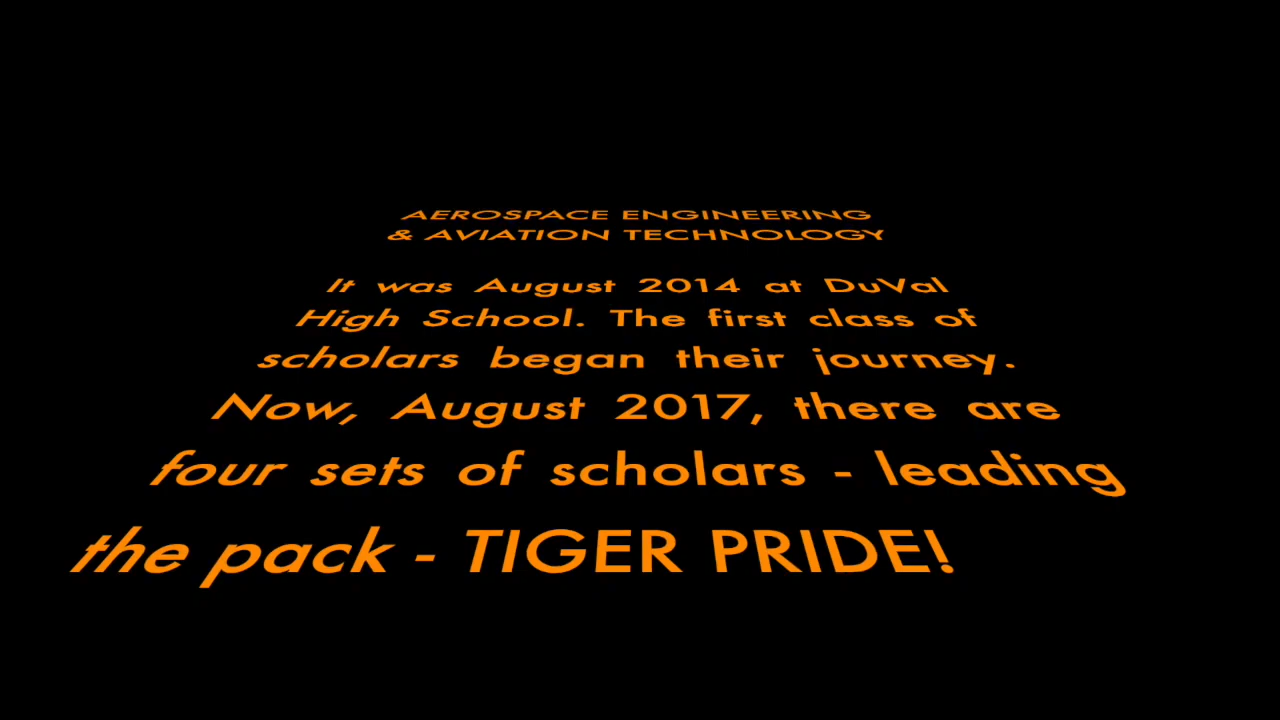 AEROSPACE ENGINEERING
& AVIATION TECHNOLOGY
It was August 2014 at DuVal
High School. The first class of
scholars began their journey.
Now, August 2017, there are
four sets of scholars - leading
the pack - TIGER PRIDE!